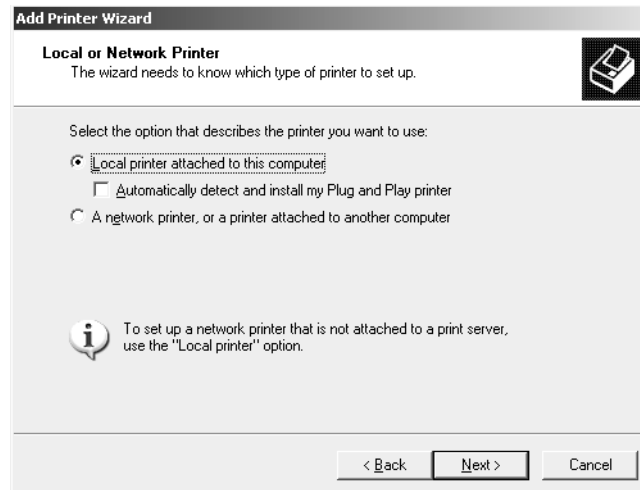 Add Printer Wizard
Local or Network Printer
The wizard needs to know which type of printer to set up.
Select the option that describes the printer you want to use:
Local printer attached to this computer
Automatically detect and install my Plug and Play printer
A network printer, or a printer attached to another computer
To set up a network printer that is not attached to a print server,
use the "Local printer" option.
< Back Next > Cancel